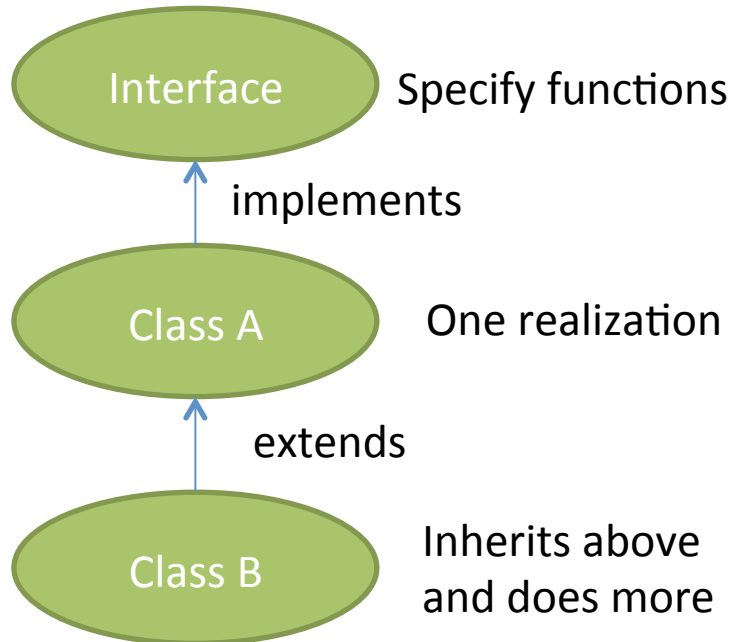 Interface
Specify functions
implements
Class A
One realization
extends
Class B
Inherits above
and does more